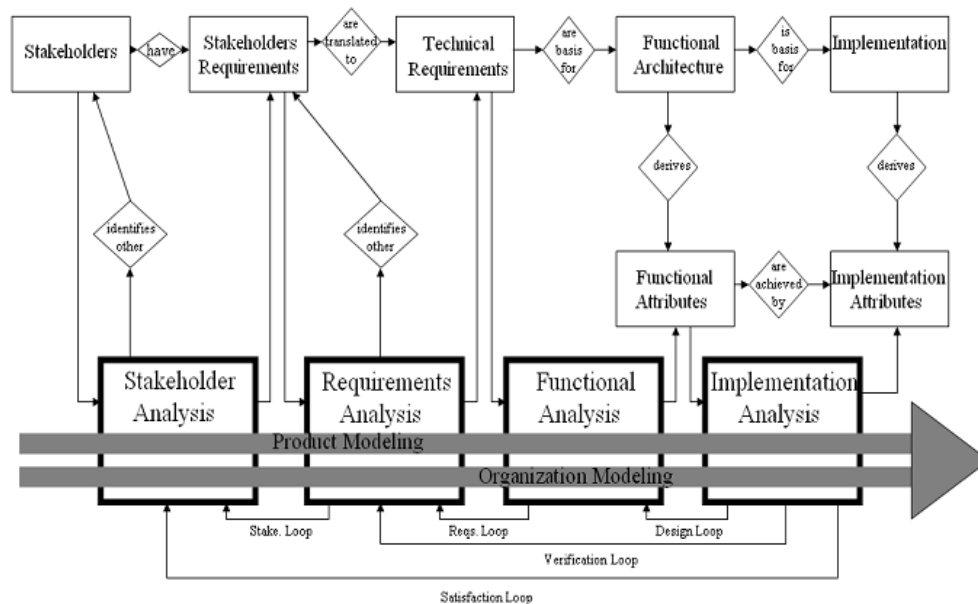 Stakeholders
have
Stakeholders
Requirements
are
translated
to
Technical
Requirements
are
basis
for
Functional
Architecture
is
basis
for
Implementation
derives
derives
identifies
other
identifies
other
Functional
Attributes
are
achieved
by
Implementation
Attributes
Stakeholder
Analysis
Requirements
Analysis
Functional
Analysis
Implementation
Analysis
Product Modeling
Organization Modeling
Stake. Loop
Reqs. Loop
Design Loop
Verification Loop
Satisfaction Loop